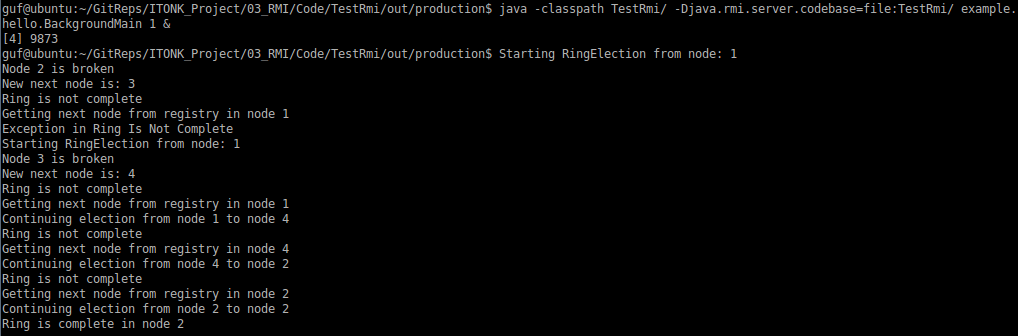 guf@ubuntu:~/GitReps/ITONK_Project/03_RMI/Code/TestRmi/out/production$ java -classpath TestRmi/ -Djava.rmi.server.codebase=file:TestRmi/ example.
hello.BackgroundMain 1 &
[4] 9873
guf@ubuntu:~/GitReps/ITONK_Project/03_RMI/Code/TestRmi/out/production$ Starting RingElection from node: 1
Node 2 is broken
New next node is: 3
Ring is not complete
Getting next node from registry in node 1
Exception in Ring Is Not Complete
Starting RingElection from node: 1
Node 3 is broken
New next node is: 4
Ring is not complete
Getting next node from registry in node 1
Continuing election from node 1 to node 4
Ring is not complete
Getting next node from registry in node 4
Continuing election from node 4 to node 2
Ring is not complete
Getting next node from registry in node 2
Continuing election from node 2 to node 2
Ring is complete in node 2